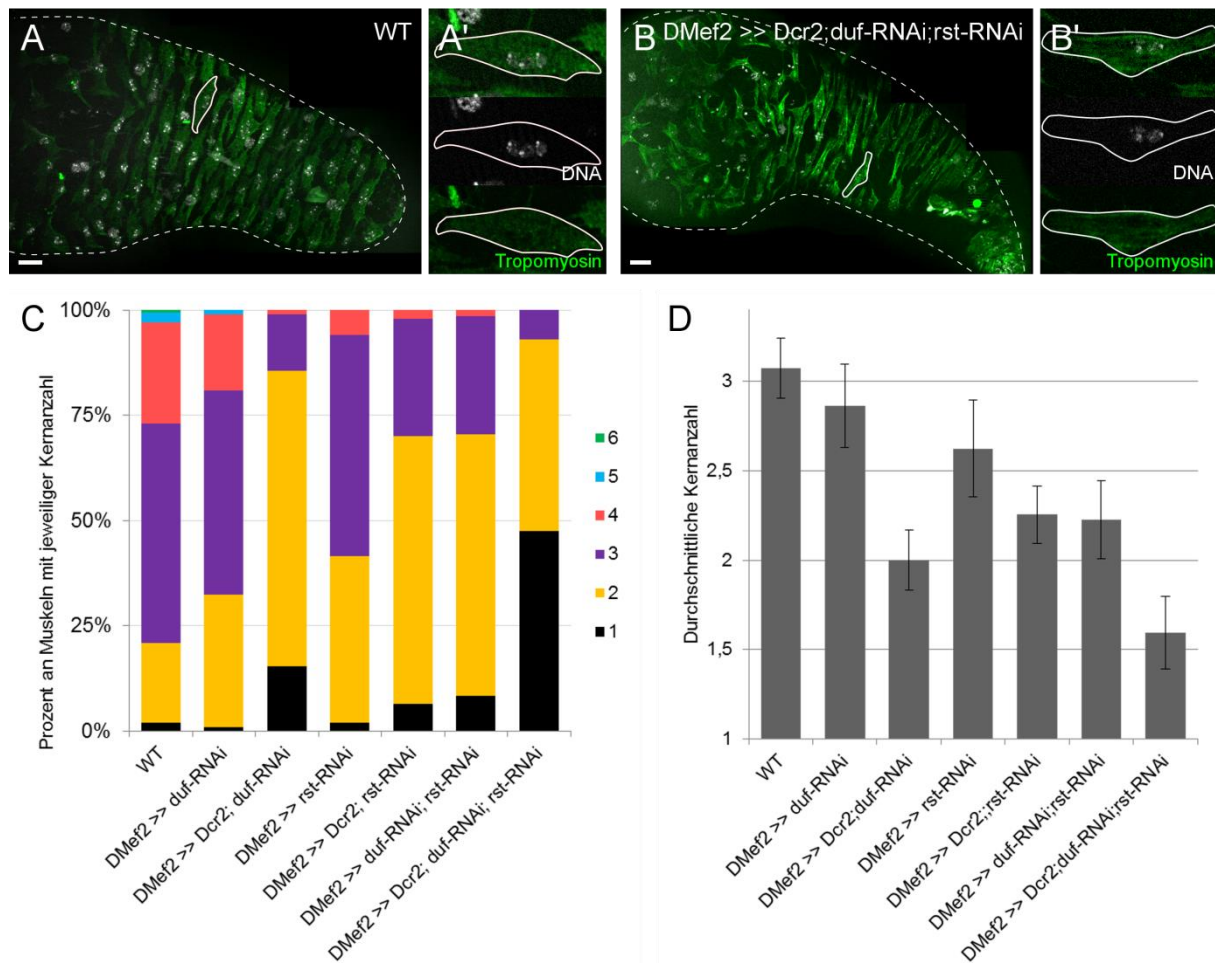 A
WT
A'
DNA
Tropomyosin
B
DMef2 >> Dcr2;duf-RNAi;rst-RNAi
B'
DNA
Tropomyosin
C
Prozent an Muskeln mit jeweiliger Kernanzahl
100%
75%
50%
25%
0%
6
5
4
3
2
1
WT
DMef2 >> duf-RNAi
DMef2 >> Dcr2; duf-RNAi
DMef2 >> rst-RNAi
DMef2 >> Dcr2; rst-RNAi
DMef2 >> duf-RNAi; rst-RNAi
DMef2 >> Dcr2; duf-RNAi; rst-RNAi
D
Durchschnittliche Kernanzahl
3
2,5
2
1,5
1
WT
DMef2 >> duf-RNAi
DMef2 >> Dcr2;duf-RNAi
DMef2 >> rst-RNAi
DMef2 >> Dcr2;;rst-RNAi
DMef2 >> duf-RNAi;rst-RNAi
DMef2 >> Dcr2;duf-RNAi;rst-RNAi